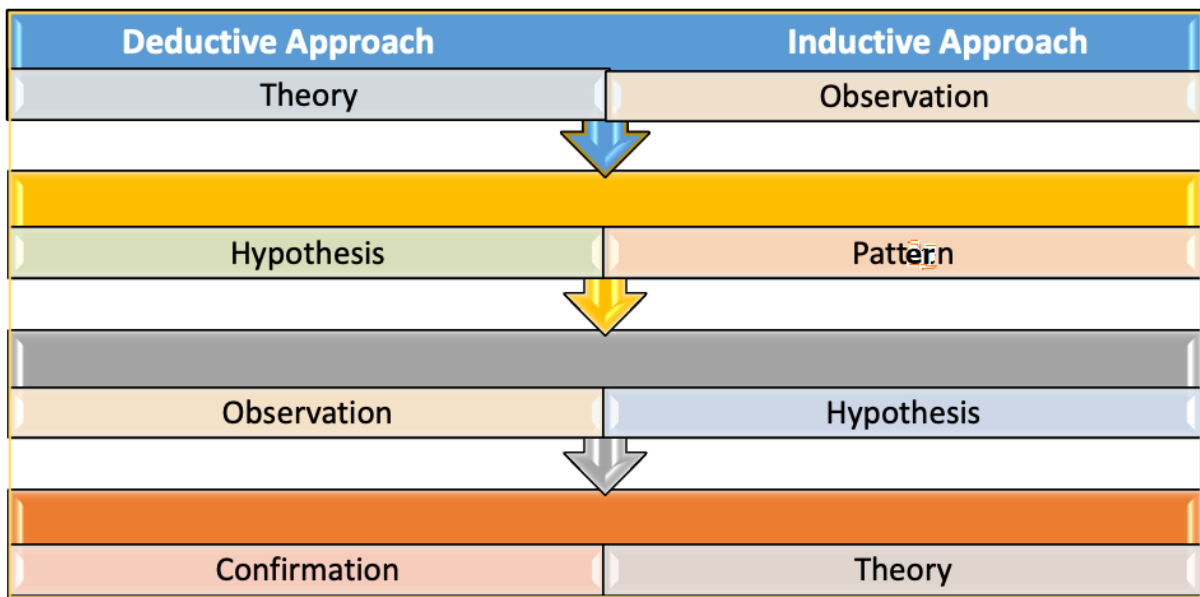 Deductive Approach Inductive Approach
Theory Observation
Hypothesis Pattern
Observation Hypothesis
Confirmation Theory